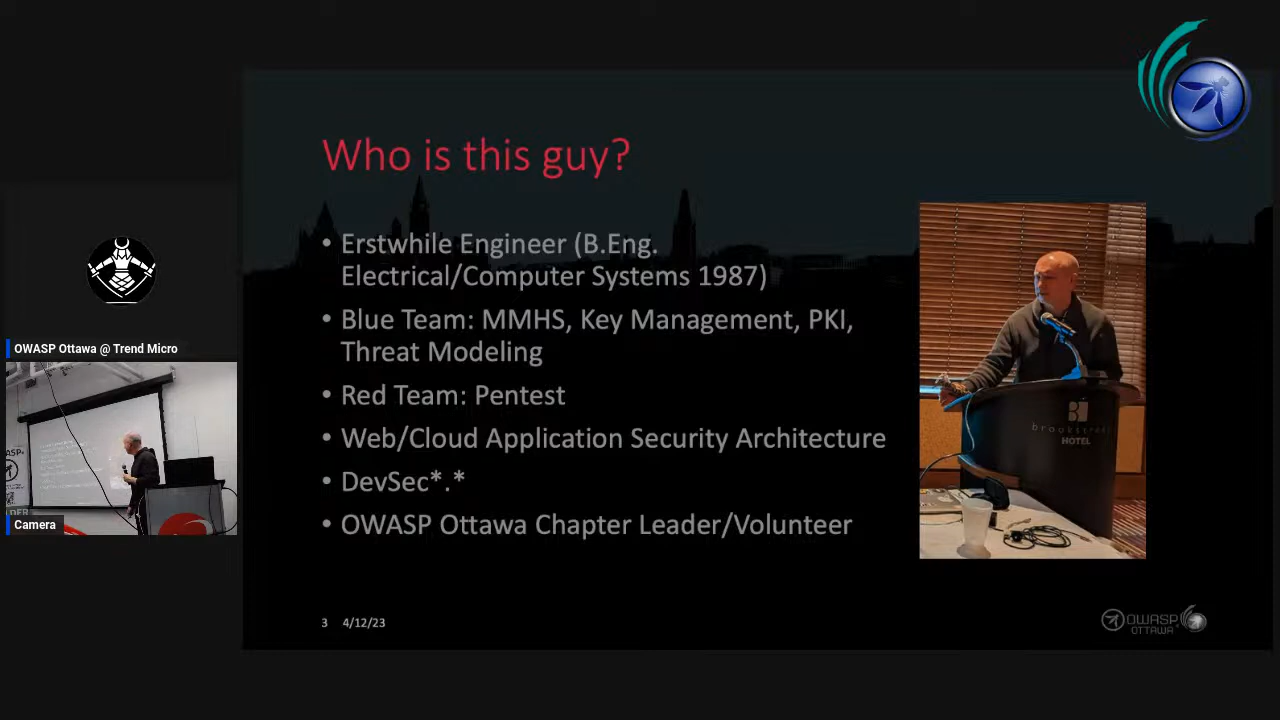 Who is this guy?
• Erstwhile Engineer (B.Eng.
Electrical/Computer Systems 1987)
• Blue Team: MMHS, Key Management, PKI,
Threat Modeling
• Red Team: Pentest
• Web/Cloud Application Security Architecture
• DevSec*.*
• OWASP Ottawa Chapter Leader/Volunteer
3 4/12/23
OWASP
OTTAWA
OWASP Ottawa @ Trend Micro
Camera
HOTEL